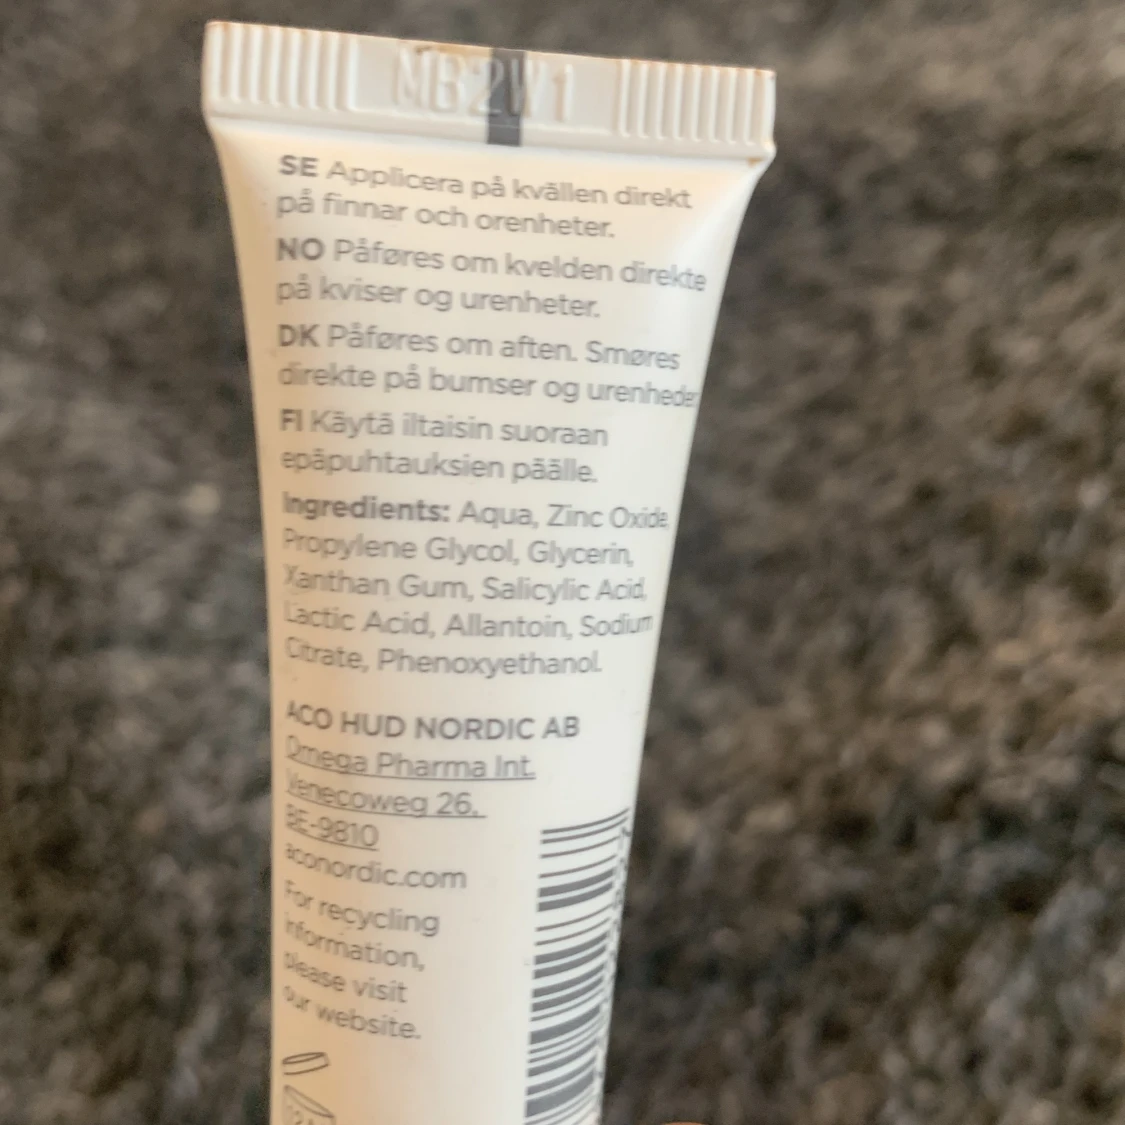 MB2W1
SE Applicera på kvällen direkt
på finnar och orenheter.
NO Påføres om kvelden direkte
på kviser og urenheter.
DK Påføres om aften. Smøres
direkte på bumser og urenheder
FI Käytä iltaisin suoraan
epäpuhtauksien päälle.
Ingredients: Aqua, Zinc Oxide,
Propylene Glycol, Glycerin,
Xanthan Gum, Salicylic Acid,
Lactic Acid, Allantoin, Sodium
Citrate, Phenoxyethanol.
ACO HUD NORDIC AB
Omega Pharma Int.
Venecoweg 26,
BE-9810
aconordic.com
For recycling
information,
please visit
our website.